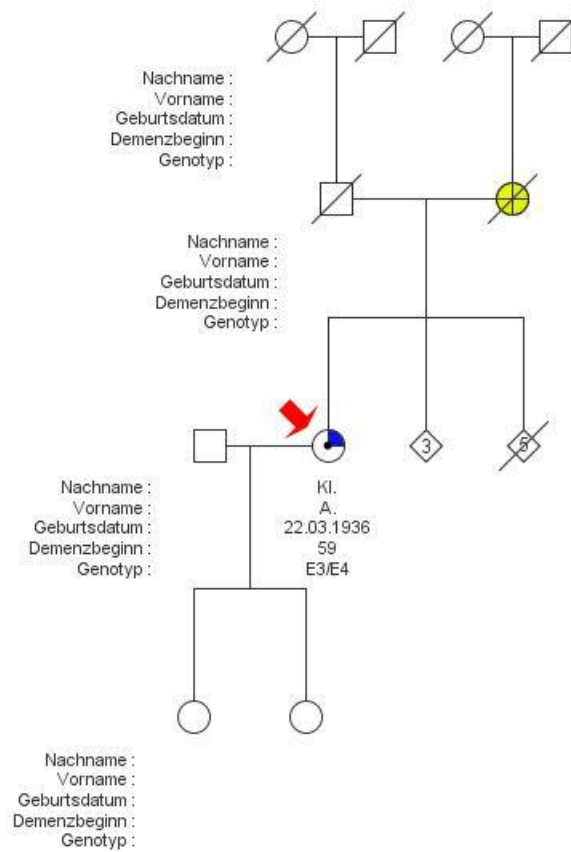 Nachname :
Vorname :
Geburtsdatum :
Demenzbeginn :
Genotyp :
Nachname :
Vorname :
Geburtsdatum :
Demenzbeginn :
Genotyp :
3
5
Nachname : Kl.
Vorname : A.
Geburtsdatum : 22.03.1936
Demenzbeginn : 59
Genotyp : E3/E4
Nachname :
Vorname :
Geburtsdatum :
Demenzbeginn :
Genotyp :